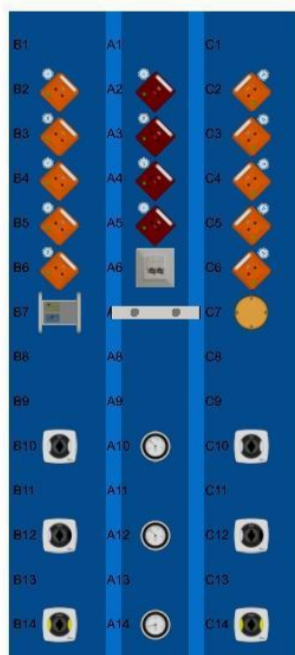 B1 A1 C1
B2 A2 C2
B3 A3 C3
B4 A4 C4
B5 A5 C5
B6 A6 C6
B7 A C7
B8 A8 C8
B9 A9 C9
B10 A10 C10
B11 A11 C11
B12 A12 C12
B13 A13 C13
B14 A14 C14